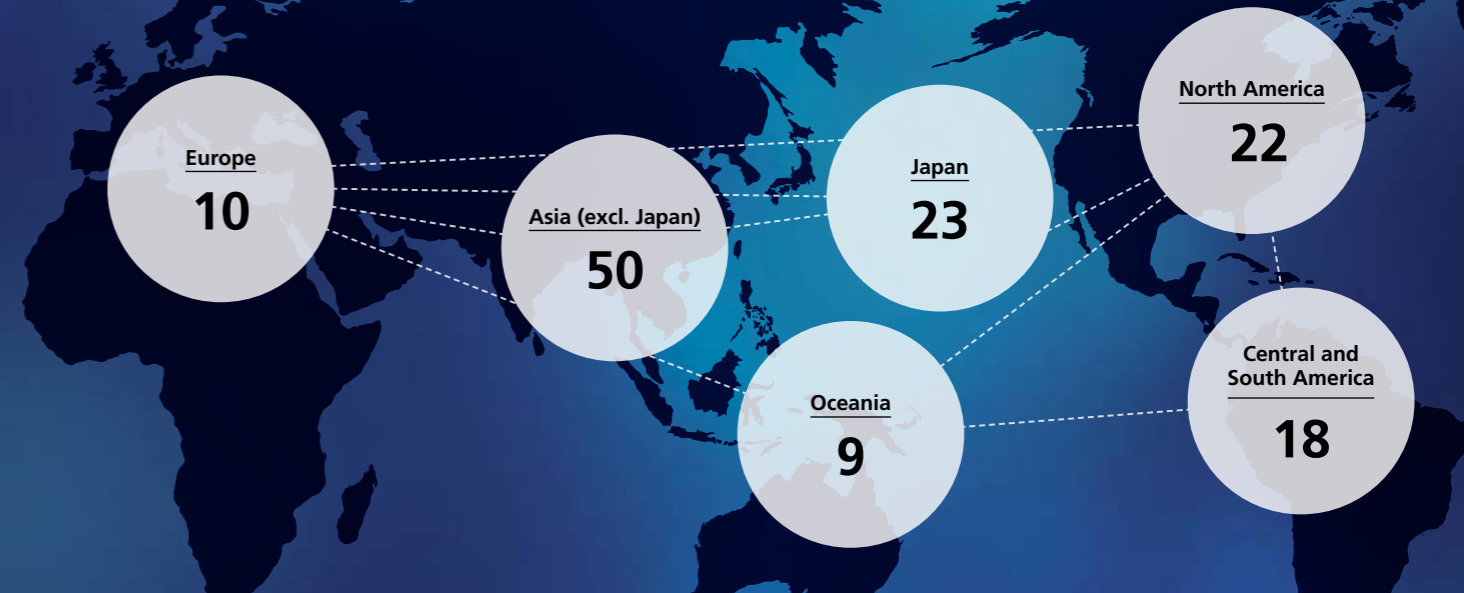 Europe
10
Asia (excl. Japan)
50
Japan
23
North America
22
Oceania
9
Central and
South America
18